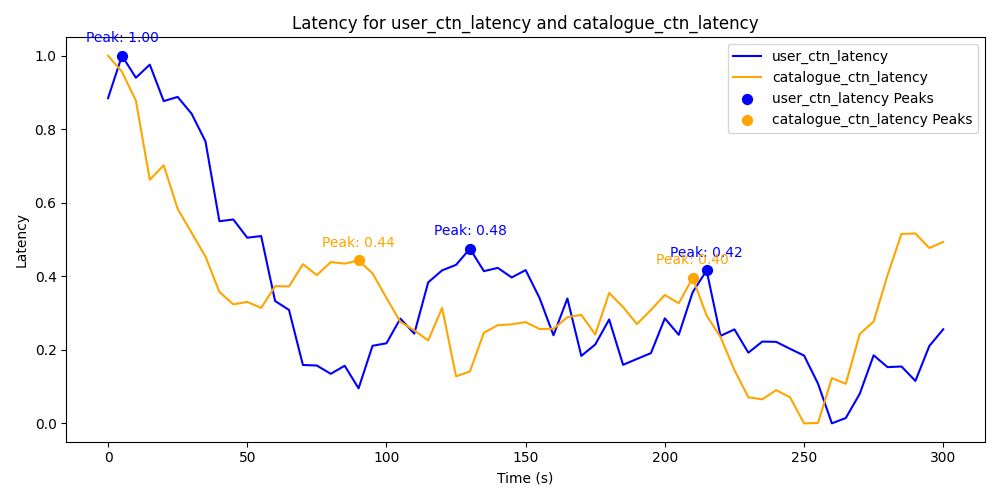 Latency for user_ctn_latency and catalogue_ctn_latency
Peak: 1.00
user_ctn_latency
catalogue_ctn_latency
user_ctn_latency Peaks
catalogue_ctn_latency Peaks
Peak: 0.44
Peak: 0.48
Peak: 0.42
Peak: 0.40
Latency
1.0
0.8
0.6
0.4
0.2
0.0
0
50
100
150
200
250
300
Time (s)